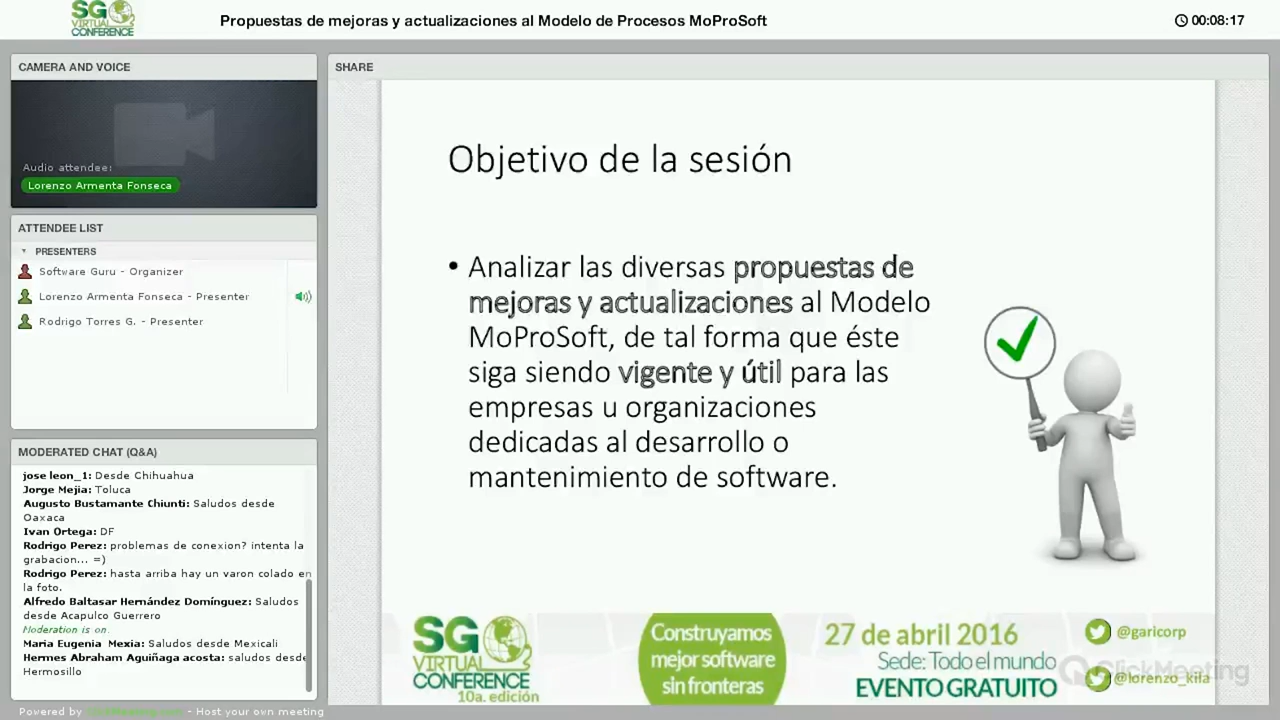 SG
VIRTUAL
CONFERENCE
Propuestas de mejoras y actualizaciones al Modelo de Procesos MoProSoft
00:08:17
CAMERA AND VOICE
Audio attendee:
Lorenzo Armenta Fonseca
ATTENDEE LIST
PRESENTERS
Software Guru - Organizer
Lorenzo Armenta Fonseca - Presenter
Rodrigo Torres G. - Presenter
MODERATED CHAT (Q&A)
jose leon_1: Desde Chihuahua
Jorge Mejia: Toluca
Augusto Bustamante Chiunti: Saludos desde
Oaxaca
Ivan Ortega: DF
Rodrigo Perez: problemas de conexion? intenta la
grabacion... =)
Rodrigo Perez: hasta arriba hay un varon colado en
la foto.
Alfredo Baltasar Hernández Domínguez: Saludos
desde Acapulco Guerrero
Moderation is on.
Maria Eugenia Mexia: Saludos desde Mexicali
Hermes Abraham Aguiñaga acosta: saludos desde
Hermosillo
Powered by ClickMeeting.com - Host your own meeting
SHARE
Objetivo de la sesión
• Analizar las diversas propuestas de
mejoras y actualizaciones al Modelo
MoProSoft, de tal forma que éste
siga siendo vigente y útil para las
empresas u organizaciones
dedicadas al desarrollo o
mantenimiento de software.
SG
VIRTUAL
CONFERENCE
10a. edición
Construyamos
mejor software
sin fronteras
27 de abril 2016
Sede: Todo el mundo
EVENTO GRATUITO
@garicorp
@lorenzo_xila
ClickMeeting